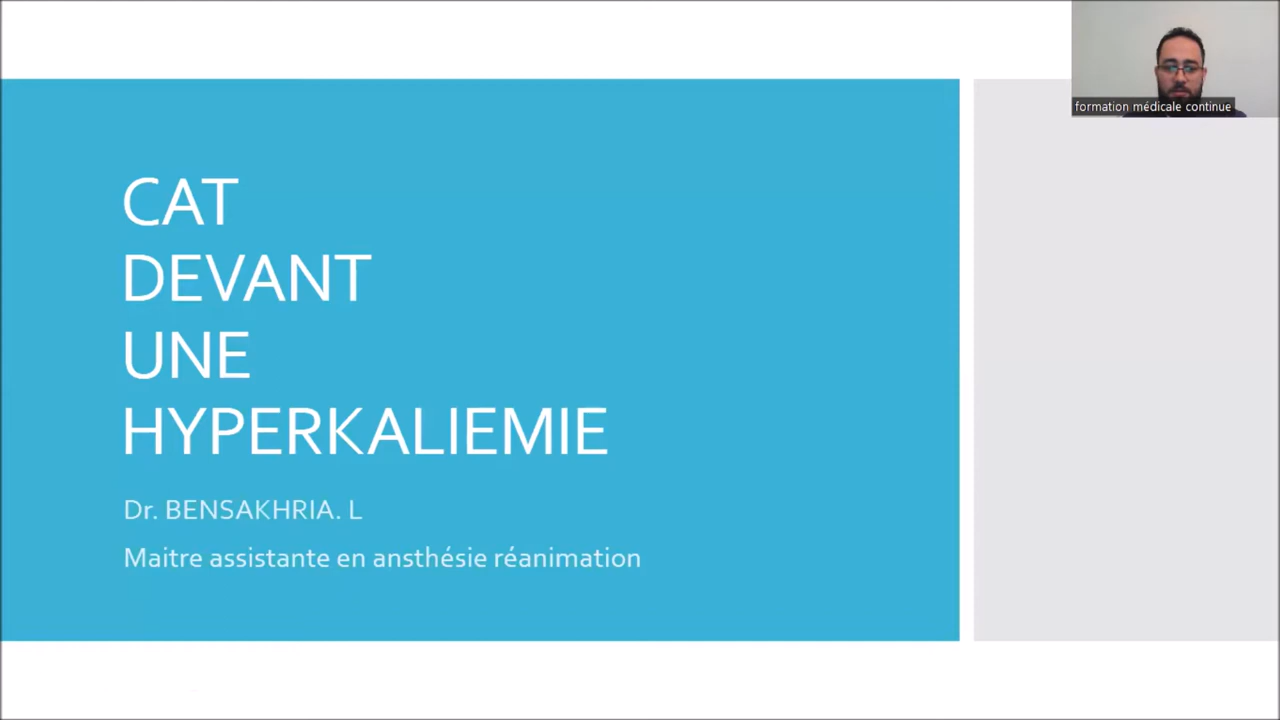 formation médicale continue
CAT
DEVANT
UNE
HYPERKALIEMIE
Dr. BENSAKHRIA. L
Maitre assistante en ansthésie réanimation